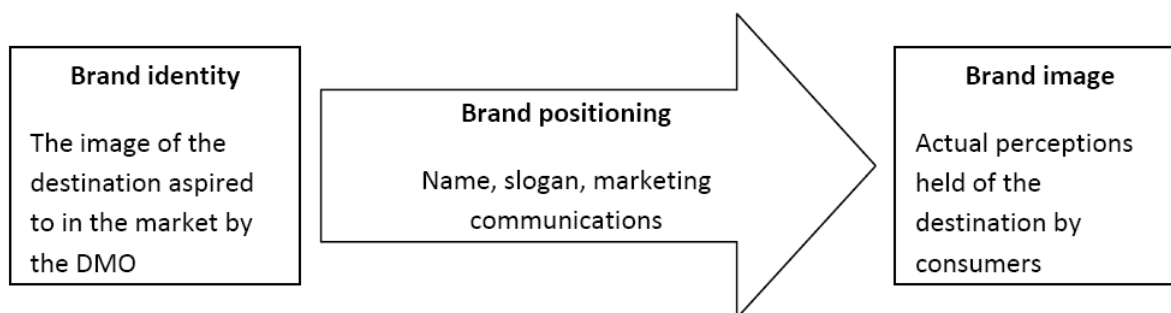 Brand identity
The image of the
destination aspired
to in the market by
the DMO
Brand positioning
Name, slogan, marketing
communications
Brand image
Actual perceptions
held of the
destination by
consumers